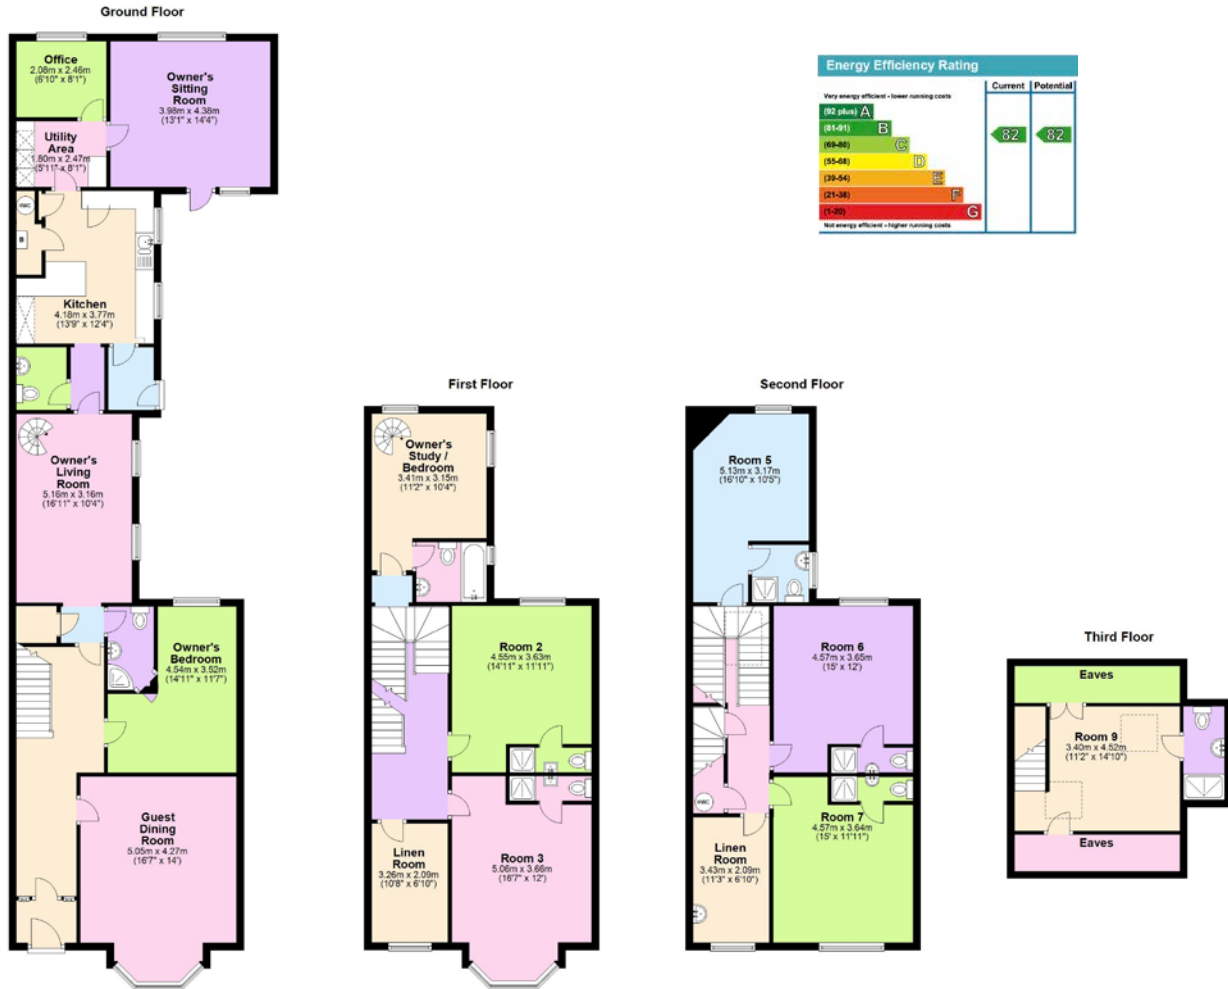 Ground Floor
Office
2.08m x 2.46m
(6'10" x 8'1")
Owner's
Sitting
Room
3.98m x 4.38m
(13'1" x 14'4")
Utility
Area
1.80m x 2.47m
(5'11" x 8'1")
HWC
B
Kitchen
4.18m x 3.77m
(13'9" x 12'4")
Owner's
Living
Room
5.16m x 3.16m
(16'11" x 10'4")
Owner's
Bedroom
4.54m x 3.52m
(14'11" x 11'7")
Guest
Dining
Room
5.05m x 4.27m
(16'7" x 14')
First Floor
Owner's
Study /
Bedroom
3.41m x 3.15m
(11'2" x 10'4")
Room 2
4.55m x 3.63m
(14'11" x 11'11")
Linen
Room
3.26m x 2.09m
(10'8" x 6'10")
Room 3
5.06m x 3.66m
(16'7" x 12')
Energy Efficiency Rating
Current Potential
Very energy efficient - lower running costs
(92 plus) A
(81-91) B
(69-80) C
(55-68) D
(39-54) E
(21-38) F
(1-20) G
82 82
Not energy efficient - higher running costs
Second Floor
Room 5
5.13m x 3.17m
(16'10" x 10'5")
Room 6
4.57m x 3.65m
(15' x 12')
HWC
Room 7
4.57m x 3.64m
(15' x 11'11")
Linen
Room
3.43m x 2.09m
(11'3" x 6'10")
Third Floor
Eaves
Room 9
3.40m x 4.52m
(11'2" x 14'10")
Eaves